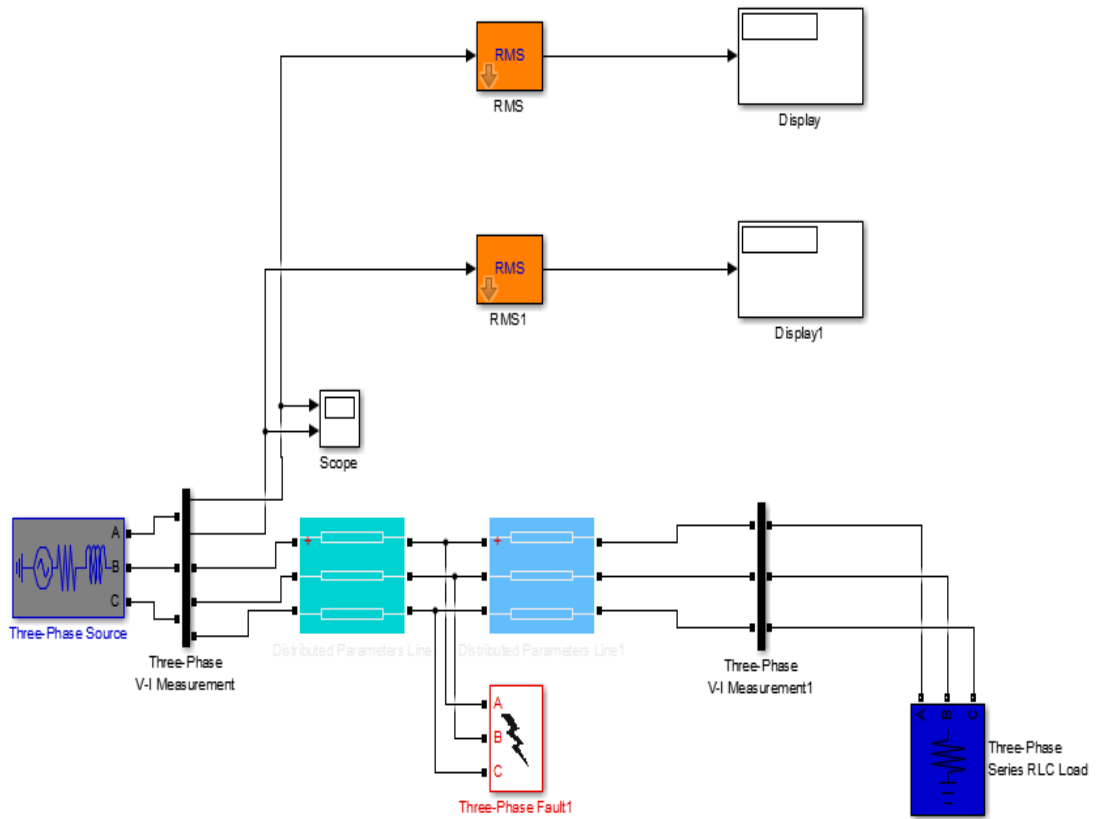 RMS
RMS
Display
RMS
RMS1
Display1
Scope
A
B
C
Three-Phase Source
Three-Phase
V-I Measurement
+
Distributed Parameters Line
+
Distributed Parameters Line1
Three-Phase
V-I Measurement1
A
B
C
Three-Phase Fault1
A
B
C
Three-Phase
Series RLC Load